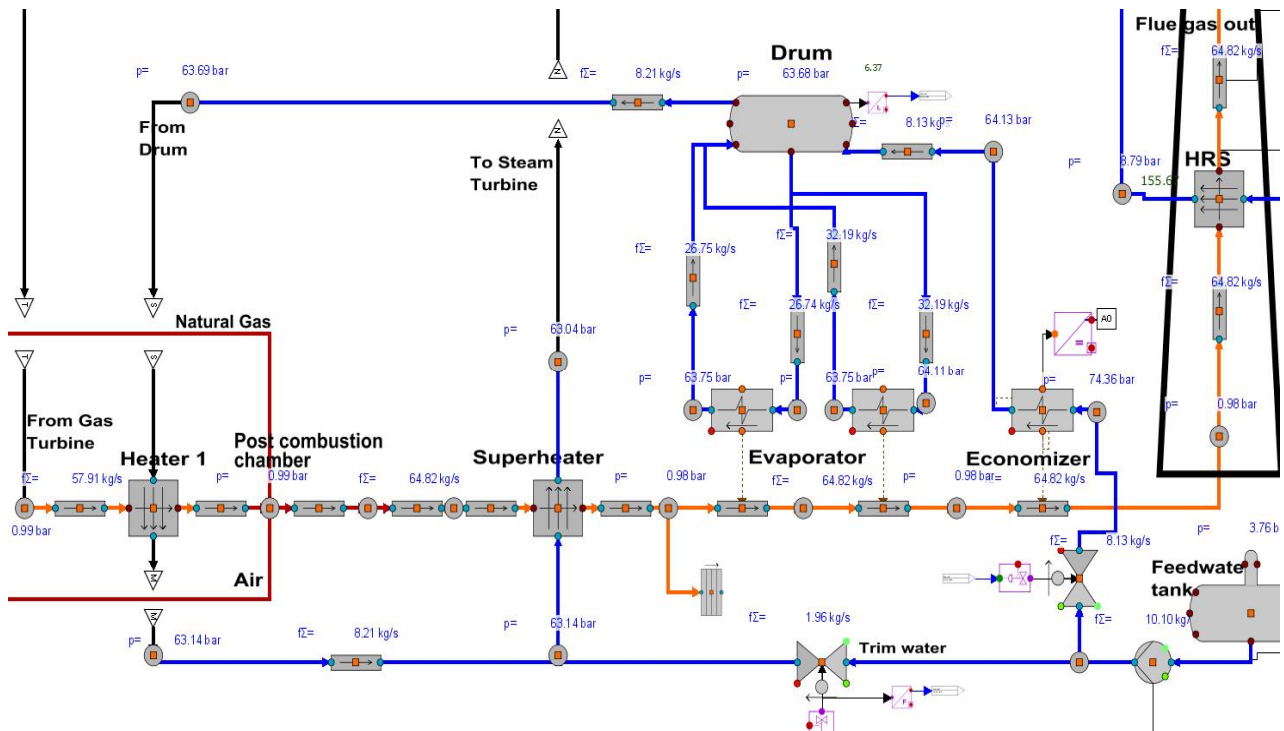 Flue gas out
fΣ= 64.82 kg/s
Drum
p= 63.69 bar
fΣ= 8.21 kg/s
p= 63.68 bar
6.37
L
N
From
Drum
N
To Steam
Turbine
Σ= 8.13 kg/s
p=
64.13 bar
p= 8.79 bar
HRS
155.6
fΣ= 26.75 kg/s
fΣ= 32.19 kg/s
fΣ= 64.82 kg/s
T
S
Natural Gas
fΣ= 26.74 kg/s
fΣ= 32.19 kg/s
A0
=
p= 63.04 bar
T
S
p= 63.75 bar
p= 63.75 bar
p= 64.11 bar
p= 74.36 bar
p= 0.98 bar
From Gas
Turbine
Heater 1
Post combustion
chamber
Superheater
Evaporator
Economizer
fΣ= 57.91 kg/s
p= 0.99 bar
fΣ= 64.82 kg/s
p= 0.98 bar
fΣ= 64.82 kg/s
p= 0.98 bar
fΣ= 64.82 kg/s
0.99 bar
fΣ= 8.13 kg/s
p= 3.76 b
Feedwate
tank
M
Air
M
p= 63.14 bar
fΣ= 8.21 kg/s
p= 63.14 bar
fΣ= 1.96 kg/s
fΣ= 10.10 kg/
Trim water
F